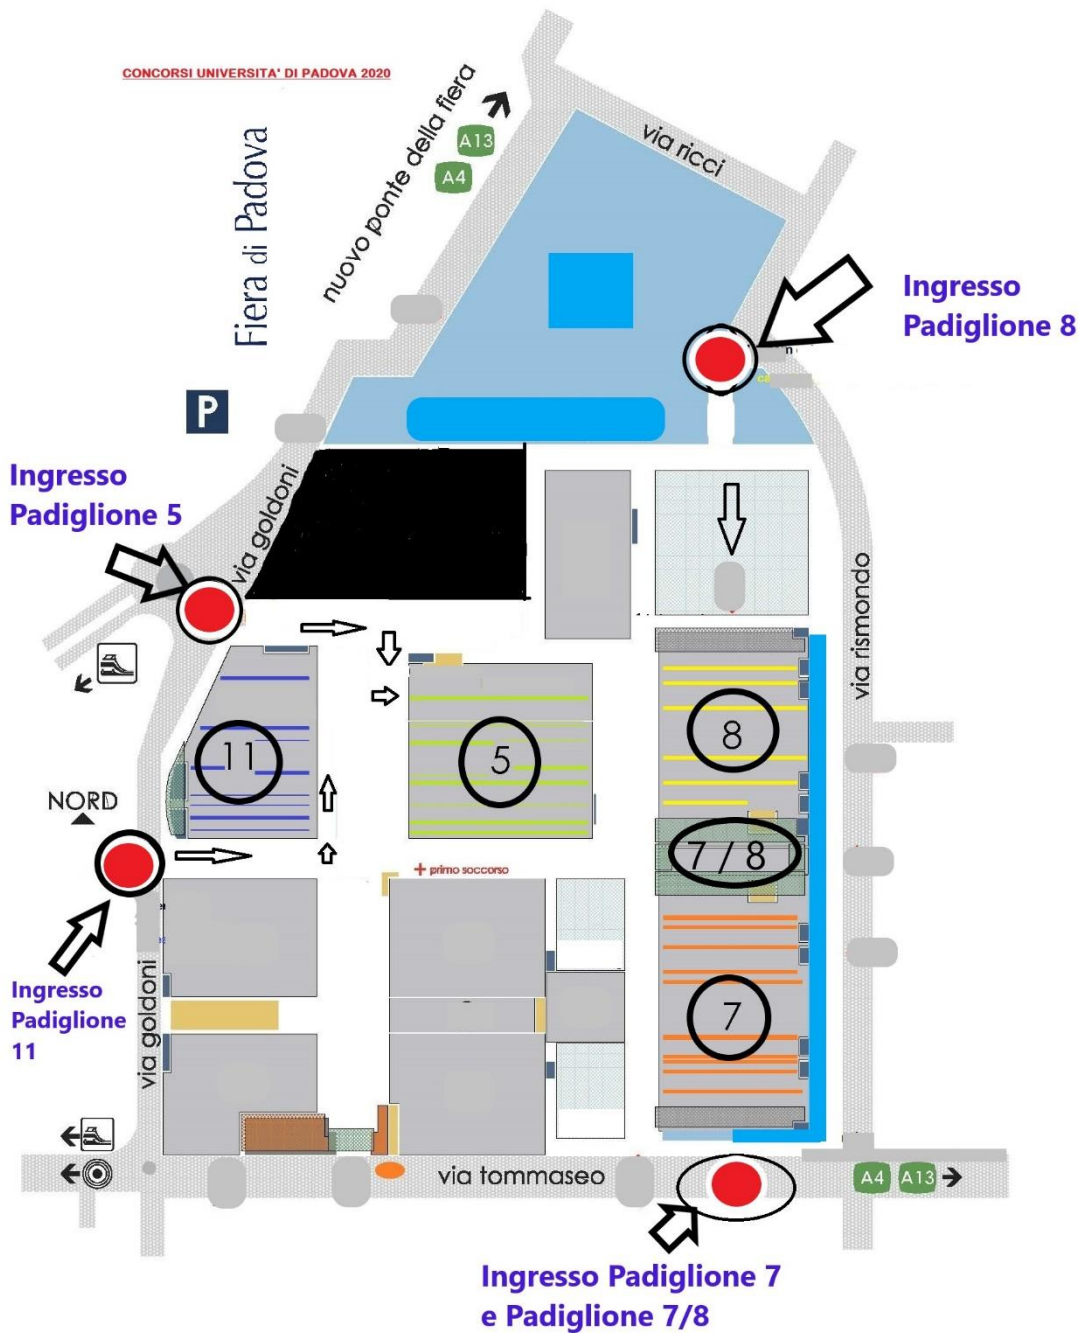 CONCORSI UNIVERSITA' DI PADOVA 2020
Fiera di Padova
nuovo ponte della fiera
A13
A4
via ricci
Ingresso
Padiglione 8
P
Ingresso
Padiglione 5
via goldoni
via rismondo
11
5
8
7 / 8
7
NORD
+ primo soccorso
Ingresso
Padiglione
11
via goldoni
via tommaseo
A4 A13
Ingresso Padiglione 7
e Padiglione 7/8